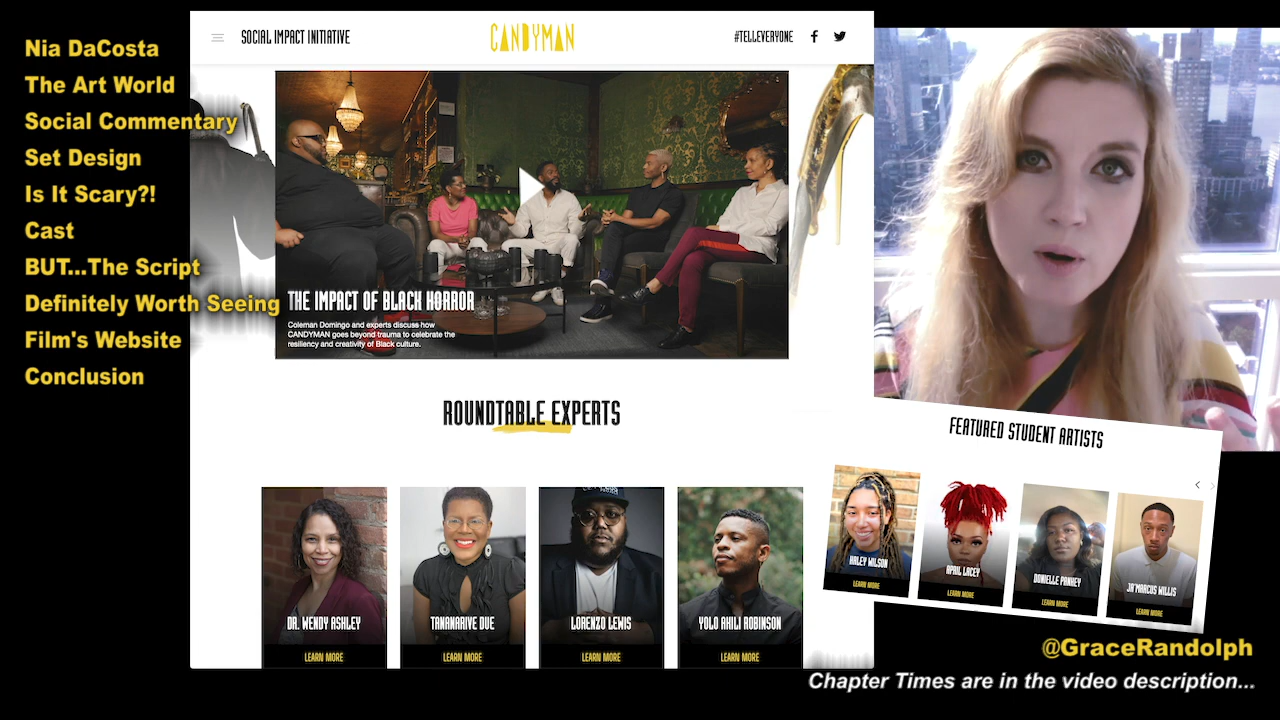 Nia DaCosta
The Art World
Social Commentary
Set Design
Is It Scary?!
Cast
BUT...The Script
Definitely Worth Seeing
Film's Website
Conclusion
SOCIAL IMPACT INITIATIVE
CANDYMAN
#TELLEVERYONE
THE IMPACT OF BLACK HORROR
Coleman Domingo and experts discuss how
CANDYMAN goes beyond trauma to celebrate the
resiliency and creativity of Black culture.
ROUNDTABLE EXPERTS
DR. WENDY ASHLEY
LEARN MORE
TANANARIVE DUE
LEARN MORE
LORENZO LEWIS
LEARN MORE
YOLO AKILI ROBINSON
LEARN MORE
FEATURED STUDENT ARTISTS
HALEY WILSON
LEARN MORE
APRIL LACEY
LEARN MORE
DONIELLE PANKEY
LEARN MORE
JA'MARCUS WILLIS
LEARN MORE
@GraceRandolph
Chapter Times are in the video description...